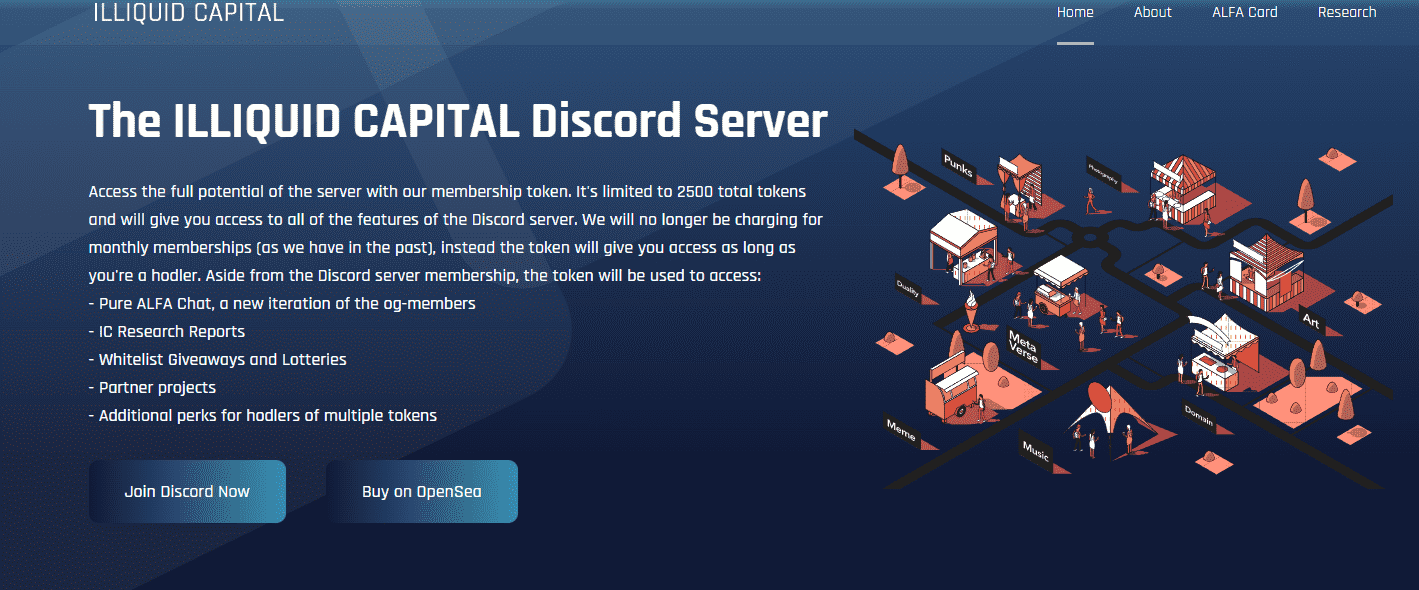 ILLIQUID CAPITAL
Home About ALFA Card Research
The ILLIQUID CAPITAL Discord Server
Access the full potential of the server with our membership token. It's limited to 2500 total tokens
and will give you access to all of the features of the Discord server. We will no longer be charging for
monthly memberships (as we have in the past), instead the token will give you access as long as
you're a hodler. Aside from the Discord server membership, the token will be used to access:
- Pure ALFA Chat, a new iteration of the og-members
- IC Research Reports
- Whitelist Giveaways and Lotteries
- Partner projects
- Additional perks for hodlers of multiple tokens
Join Discord Now
Buy on OpenSea
Punks
Photography
Duality
Meta
Verse
Art
Meme
Music
Domain